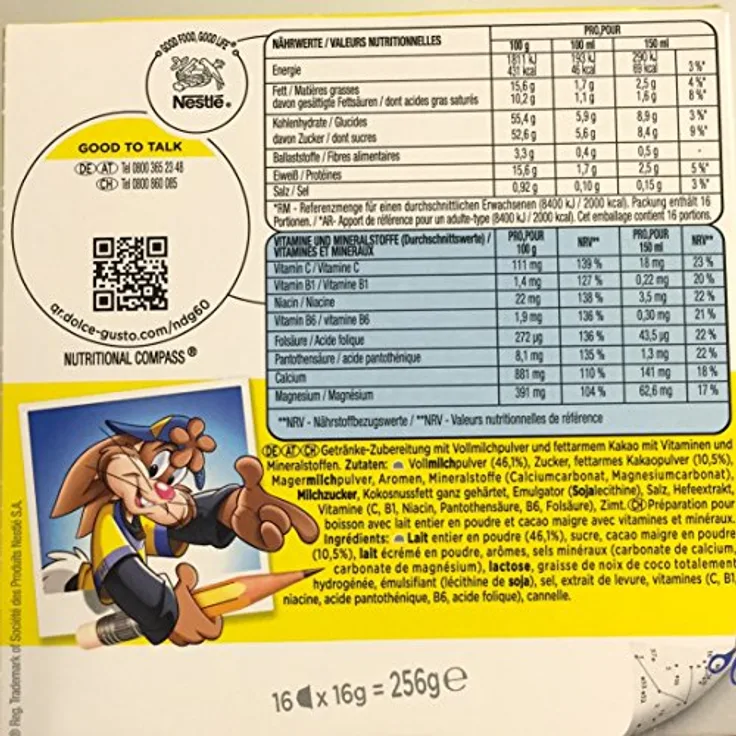 GOOD FOOD, GOOD LIFE®
Nestlé®
GOOD TO TALK
DE AT Tel 0800 365 23 48
CH Tel 0800 860 085
qr.dolce-gusto.com/ndg60
NUTRITIONAL COMPASS®
NÄHRWERTE / VALEURS NUTRITIONNELLES PRO/POUR
100 g 100 ml 150 ml
Energie 1811 kJ 193 kJ 290 kJ
431 kcal 46 kcal 69 kcal 3%*
Fett / Matières grasses 15,6 g 1,7 g 2,5 g 4%*
davon gesättigte Fettsäuren / dont acides gras saturés 10,2 g 1,1 g 1,6 g 8%*
Kohlenhydrate / Glucides 55,4 g 5,9 g 8,9 g 3%*
davon Zucker / dont sucres 52,6 g 5,6 g 8,4 g 9%*
Ballaststoffe / Fibres alimentaires 3,3 g 0,4 g 0,5 g -
Eiweiß / Protéines 15,6 g 1,7 g 2,5 g 5%*
Salz / Sel 0,92 g 0,10 g 0,15 g 3%*
*RM - Referenzmenge für einen durchschnittlichen Erwachsenen (8400 kJ / 2000 kcal). Packung enthält 16
Portionen. / *AR- Apport de référence pour un adulte-type (8400 kJ / 2000 kcal). Cet emballage contient 16 portions.
VITAMINE UND MINERALSTOFFE (Durchschnittswerte) / PRO/POUR NRV** PRO/POUR NRV**
VITAMINES ET MINÉRAUX 100 g 150 ml
Vitamin C / Vitamine C 111 mg 139 % 18 mg 23 %
Vitamin B1 / Vitamine B1 1,4 mg 127 % 0,22 mg 20 %
Niacin / Niacine 22 mg 138 % 3,5 mg 22 %
Vitamin B6 / vitamine B6 1,9 mg 136 % 0,30 mg 21 %
Folsäure / Acide folique 272 µg 136 % 43,5 µg 22 %
Pantothensäure / acide pantothénique 8,1 mg 135 % 1,3 mg 22 %
Calcium 881 mg 110 % 141 mg 18 %
Magnesium / Magnésium 391 mg 104 % 62,6 mg 17 %
**NRV - Nährstoffbezugswerte / **NRV - Valeurs nutritionnelles de référence
DE AT CH Getränke-Zubereitung mit Vollmilchpulver und fettarmem Kakao mit Vitaminen und
Mineralstoffen. Zutaten: Vollmilchpulver (46,1%), Zucker, fettarmes Kakaopulver (10,5%),
Magermilchpulver, Aromen, Mineralstoffe (Calciumcarbonat, Magnesiumcarbonat),
Milchzucker, Kokosnussfett ganz gehärtet, Emulgator (Sojalecithine), Salz, Hefeextrakt,
Vitamine (C, B1, Niacin, Pantothensäure, B6, Folsäure), Zimt. CH Préparation pour
boisson avec lait entier en poudre et cacao maigre avec vitamines et minéraux.
Ingrédients: Lait entier en poudre (46,1%), sucre, cacao maigre en poudre
(10,5%), lait écrémé en poudre, arômes, sels minéraux (carbonate de calcium,
carbonate de magnésium), lactose, graisse de noix de coco totalement
hydrogénée, émulsifiant (lécithine de soja), sel, extrait de levure, vitamines (C, B1,
niacine, acide pantothénique, B6, acide folique), cannelle.
® Reg. Trademark of Société des Produits Nestlé S.A.
16 x 16g = 256g e